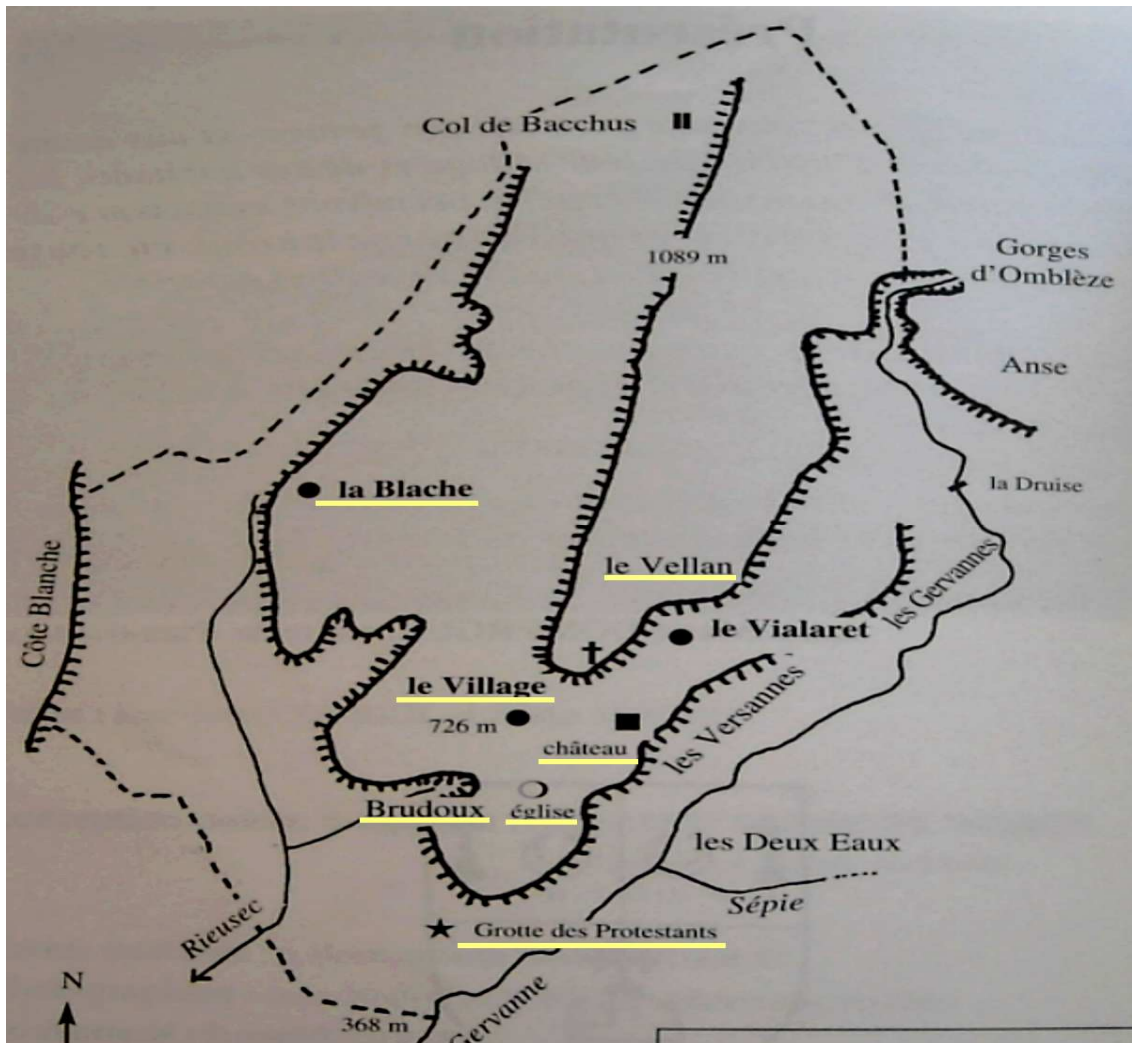 Col de Bacchus
1089 m
Gorges
d'Omblèze
Anse
la Blache
la Druise
Côte Blanche
le Vellan
les Gervannes
le Vialaret
le Village
726 m
château
les Versannes
Brudoux
église
les Deux Eaux
Sépie
Rieusec
Grotte des Protestants
N
368 m
Gervanne